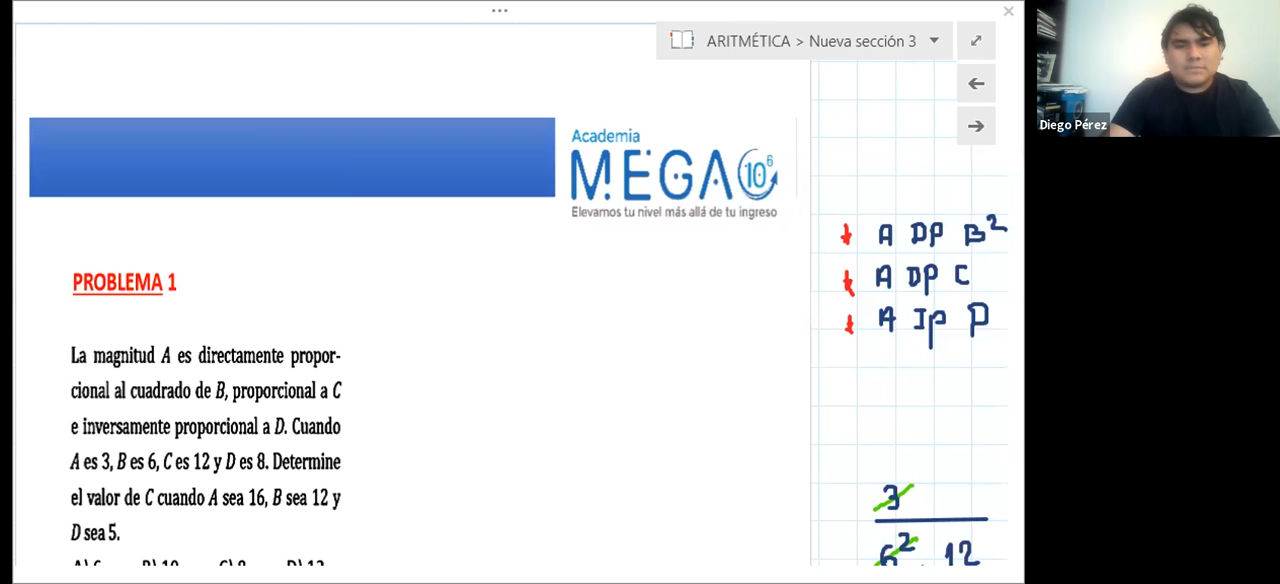 ARITMÉTICA > Nueva sección 3
Diego Pérez
Academia
MEGA 10⁶
Elevamos tu nivel más allá de tu ingreso
A DP B²
A DP C
A IP D
PROBLEMA 1
La magnitud A es directamente propor-
cional al cuadrado de B, proporcional a C
e inversamente proporcional a D. Cuando
A es 3, B es 6, C es 12 y D es 8. Determine
el valor de C cuando A sea 16, B sea 12 y
D sea 5.
3
6² . 12